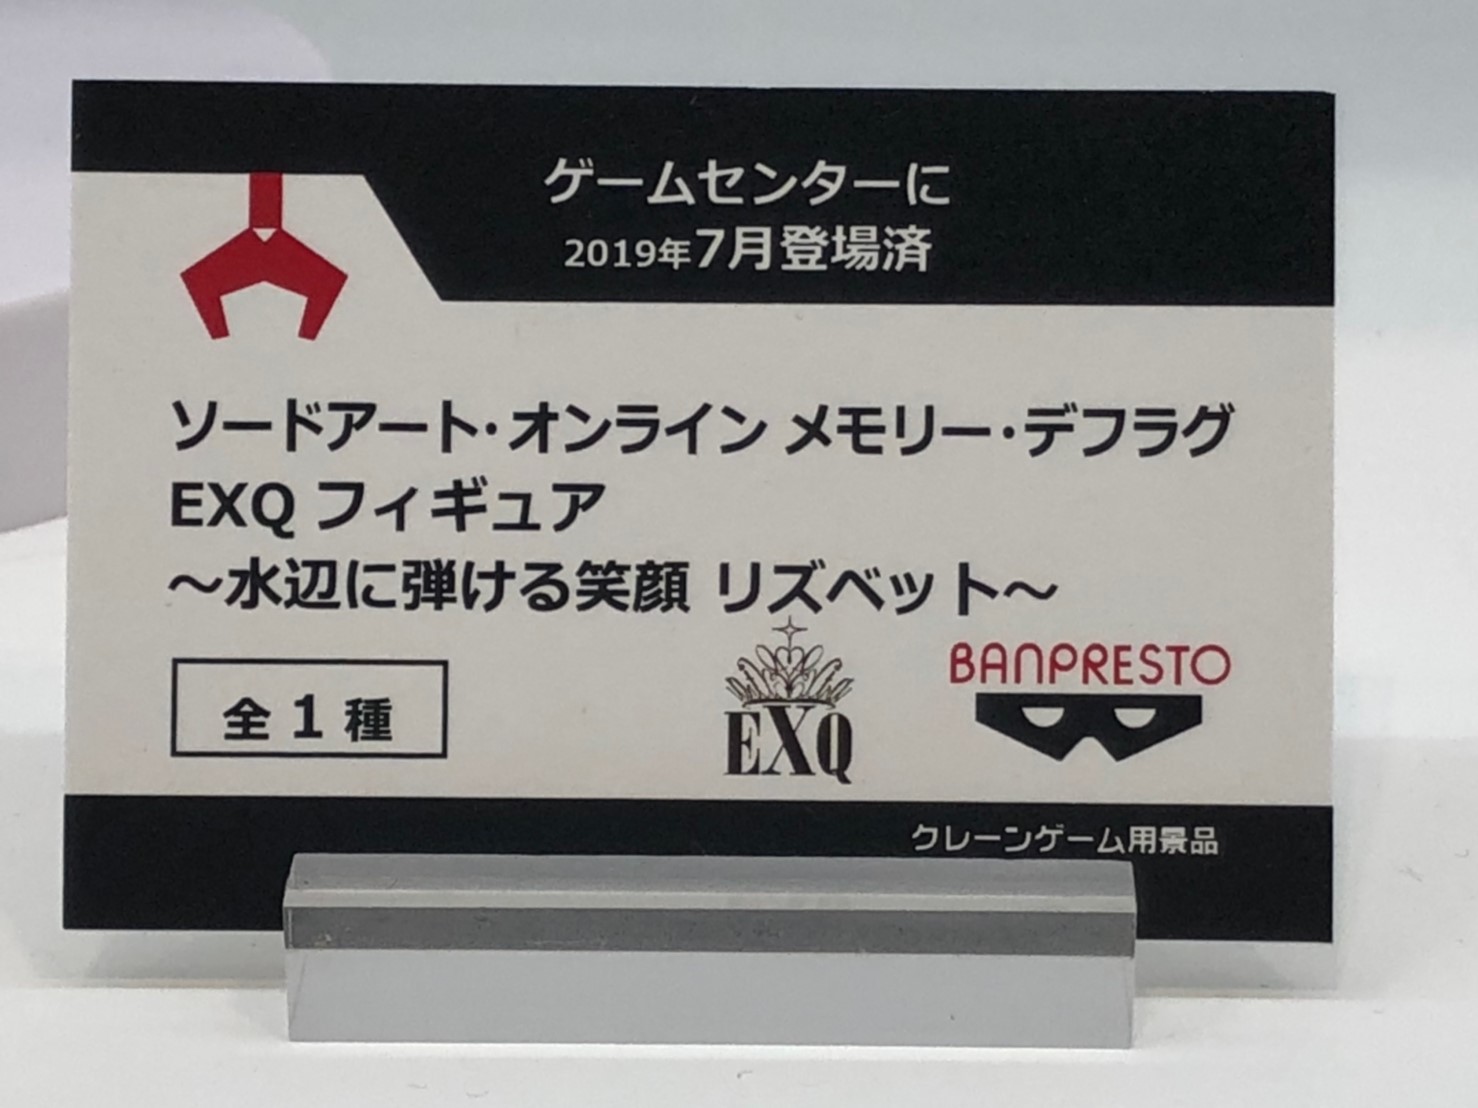 ゲームセンターに
2019年7月登場済
ソードアート・オンライン メモリー・デフラグ
EXQ フィギュア
～水辺に弾ける笑顔 リズベット～
全1種
EXQ
BANPRESTO
クレーンゲーム用景品